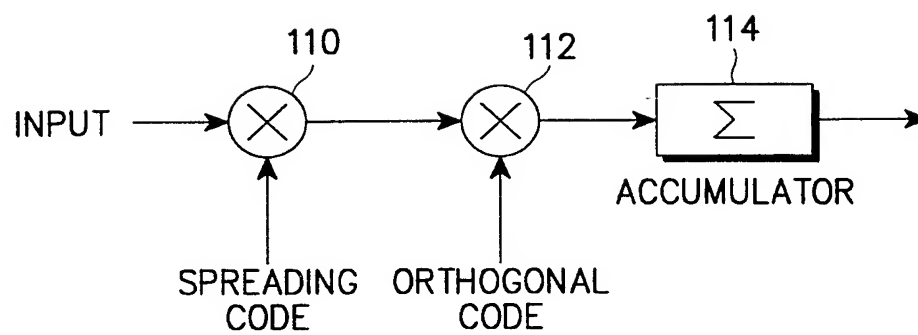 110
112
114
INPUT
Σ
ACCUMULATOR
SPREADING
CODE
ORTHOGONAL
CODE